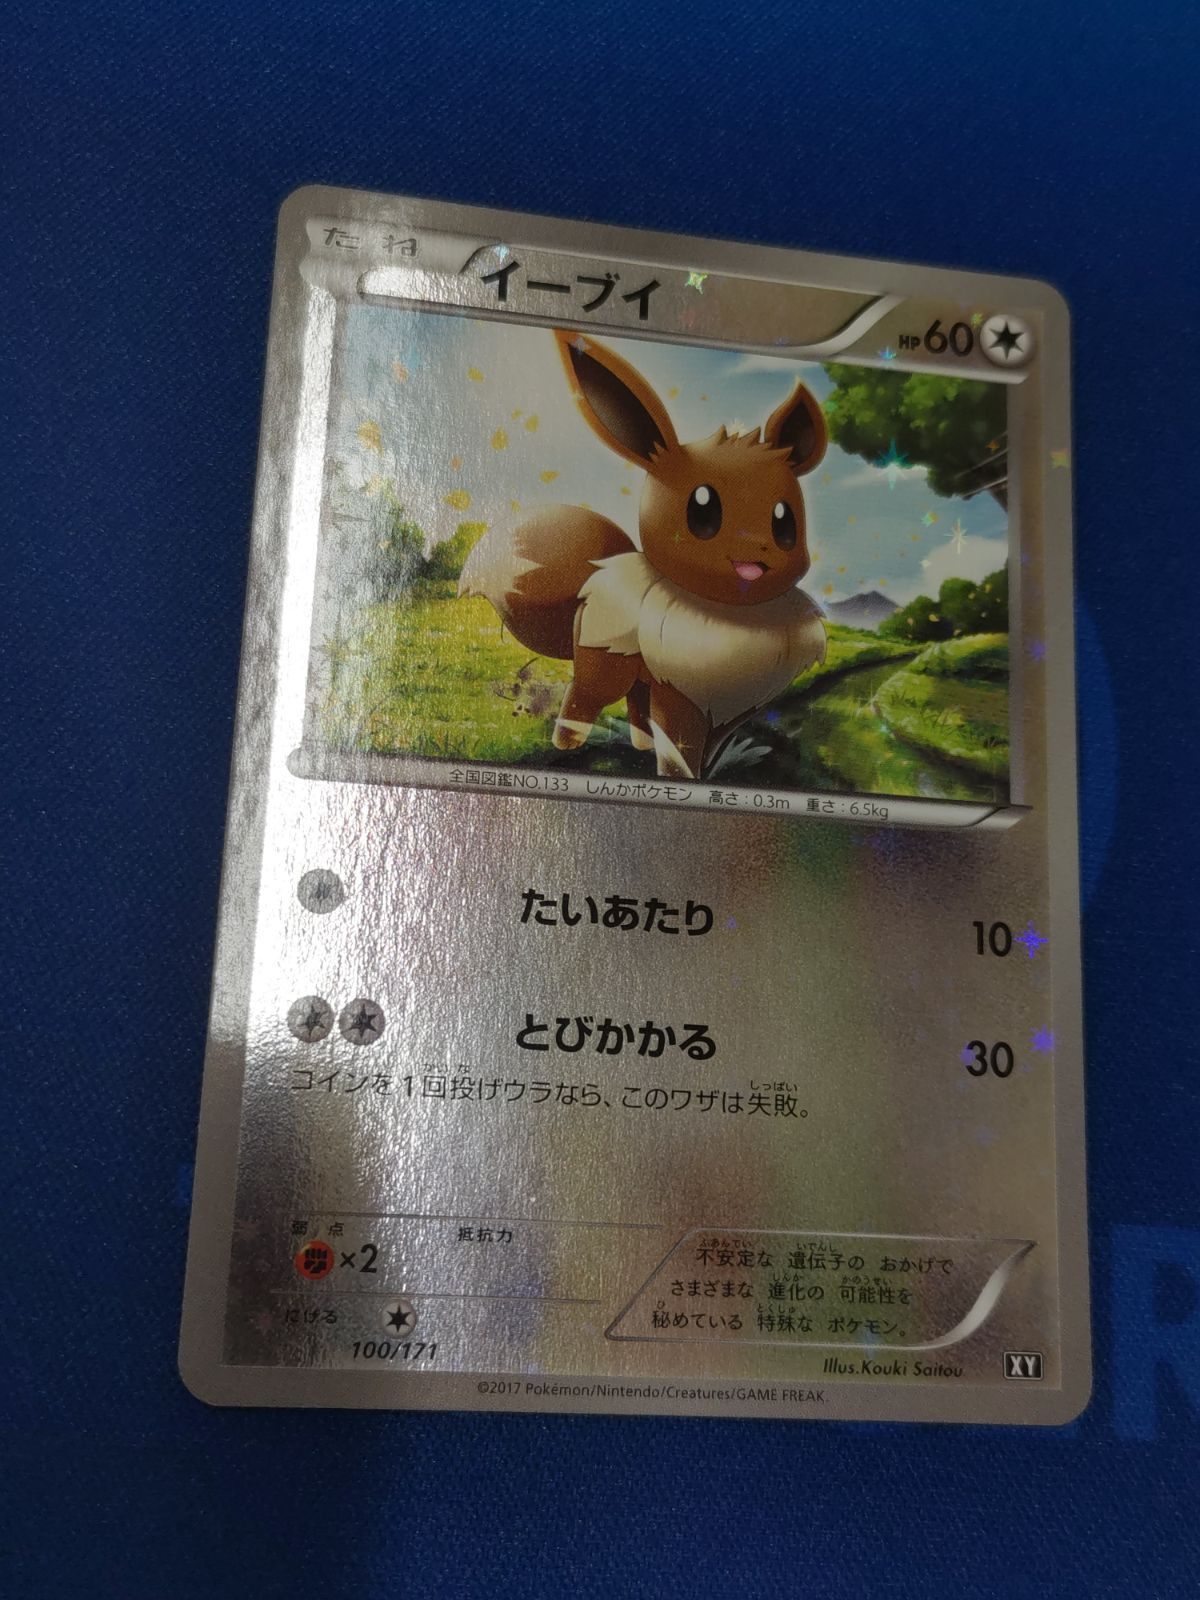 たね
イーブイ
HP60
全国図鑑NO.133 しんかポケモン 高さ：0.3m 重さ：6.5kg
たいあたり 10
とびかかる 30
コインを1回投げウラなら、このワザは失敗。
弱点 抵抗力
×2
にげる
不安定な 遺伝子の おかげで
さまざまな 進化の 可能性を
秘めている 特殊な ポケモン。
100/171
Illus.Kouki Saitou
XY
©2017 Pokémon/Nintendo/Creatures/GAME FREAK.